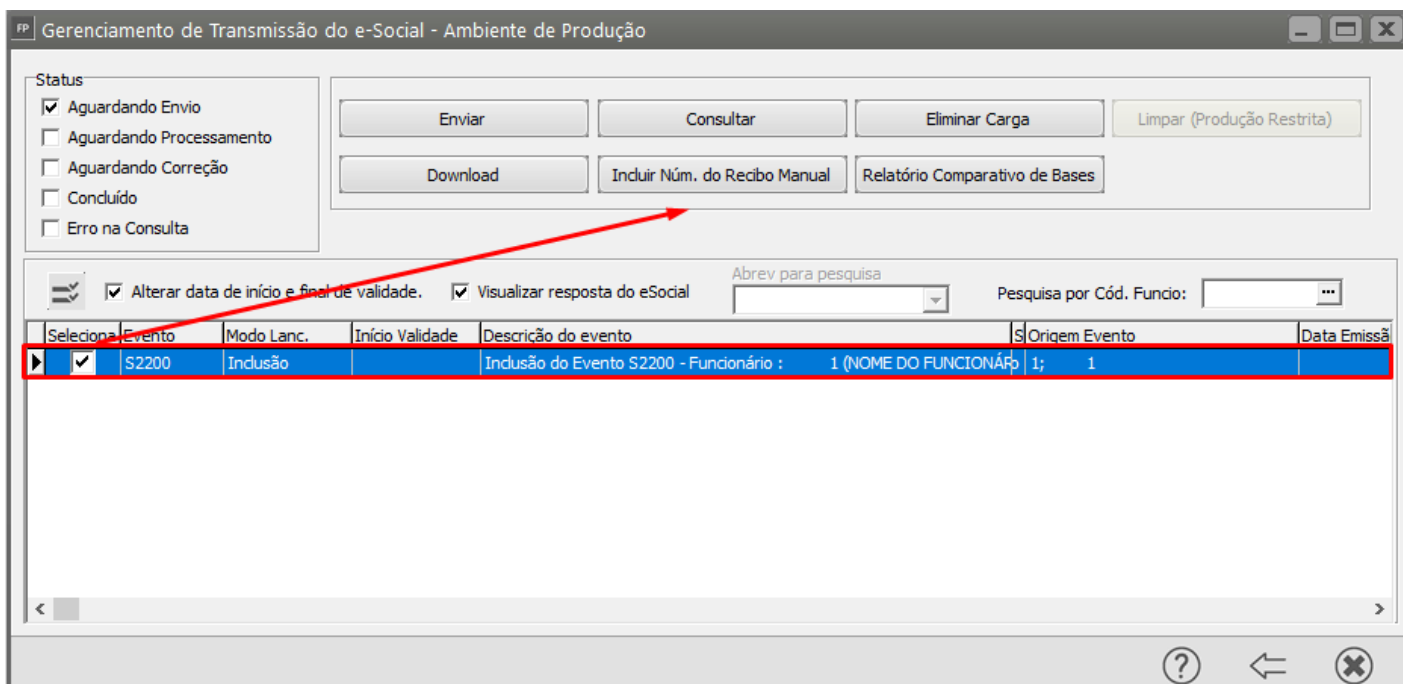 FP Gerenciamento de Transmissão do e-Social - Ambiente de Produção
Status
Aguardando Envio
Aguardando Processamento
Aguardando Correção
Concluído
Erro na Consulta
Enviar Consultar Eliminar Carga Limpar (Produção Restrita)
Download Incluir Núm. do Recibo Manual Relatório Comparativo de Bases
Abrev para pesquisa
Alterar data de início e final de validade. Visualizar resposta do eSocial Pesquisa por Cód. Funcio: ...
Seleciona Evento Modo Lanc. Início Validade Descrição do evento S Origem Evento Data Emissã
S2200 Inclusão Inclusão do Evento S2200 - Funcionário : 1 (NOME DO FUNCIONÁR 1; 1